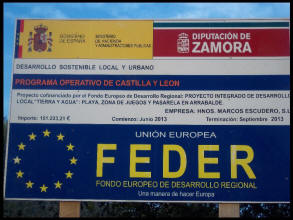 GOBIERNO DE ESPAÑA
MINISTERIO DE HACIENDA Y ADMINISTRACIONES PÚBLICAS
DIPUTACIÓN DE ZAMORA
DESARROLLO SOSTENIBLE LOCAL Y URBANO
PROGRAMA OPERATIVO DE CASTILLA Y LEON
Proyecto cofinanciado por el Fondo Europeo de Desarrollo Regional: PROYECTO INTEGRADO DE DESARROLLO
LOCAL "TIERRA Y AGUA": PLAYA, ZONA DE JUEGOS Y PASARELA EN ARRABALDE.
EMPRESA: HNOS. MARCOS ESCUDERO, S.L
Importe: 151.223,21 € Comienzo: Junio 2013 Terminación: Septiembre 2013
UNIÓN EUROPEA
FEDER
FONDO EUROPEO DE DESARROLLO REGIONAL
Una manera de hacer Europa